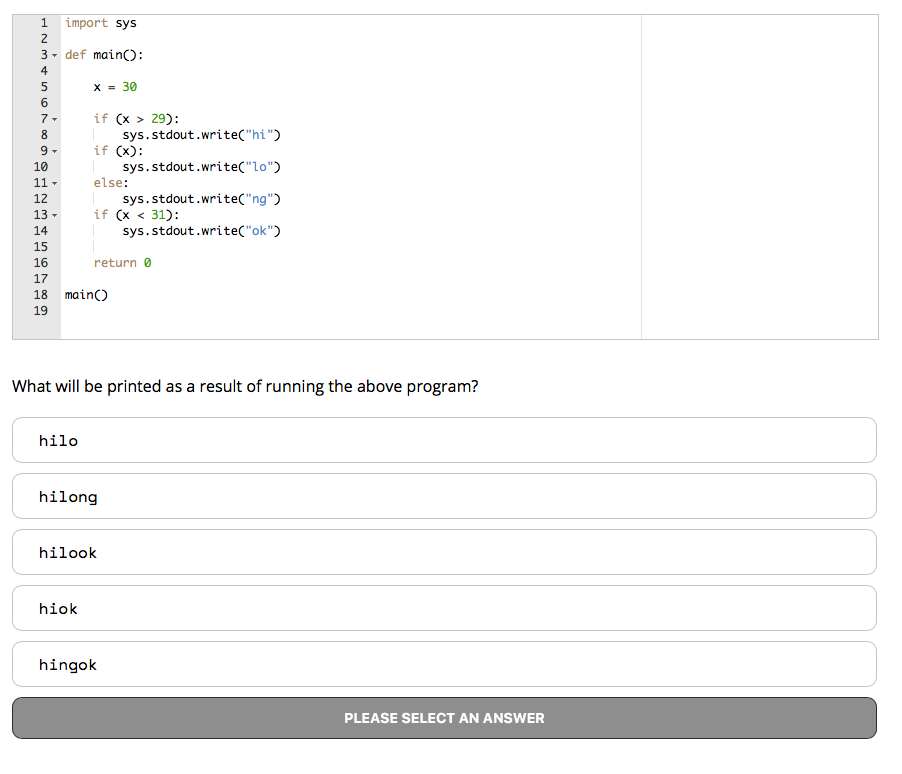 1 import sys
2
3 def main():
4
5     x = 30
6
7     if (x > 29):
8         sys.stdout.write("hi")
9     if (x):
10         sys.stdout.write("lo")
11     else:
12         sys.stdout.write("ng")
13     if (x < 31):
14         sys.stdout.write("ok")
15
16     return 0
17
18 main()
19
What will be printed as a result of running the above program?
hilo
hilong
hilook
hiok
hingok
PLEASE SELECT AN ANSWER